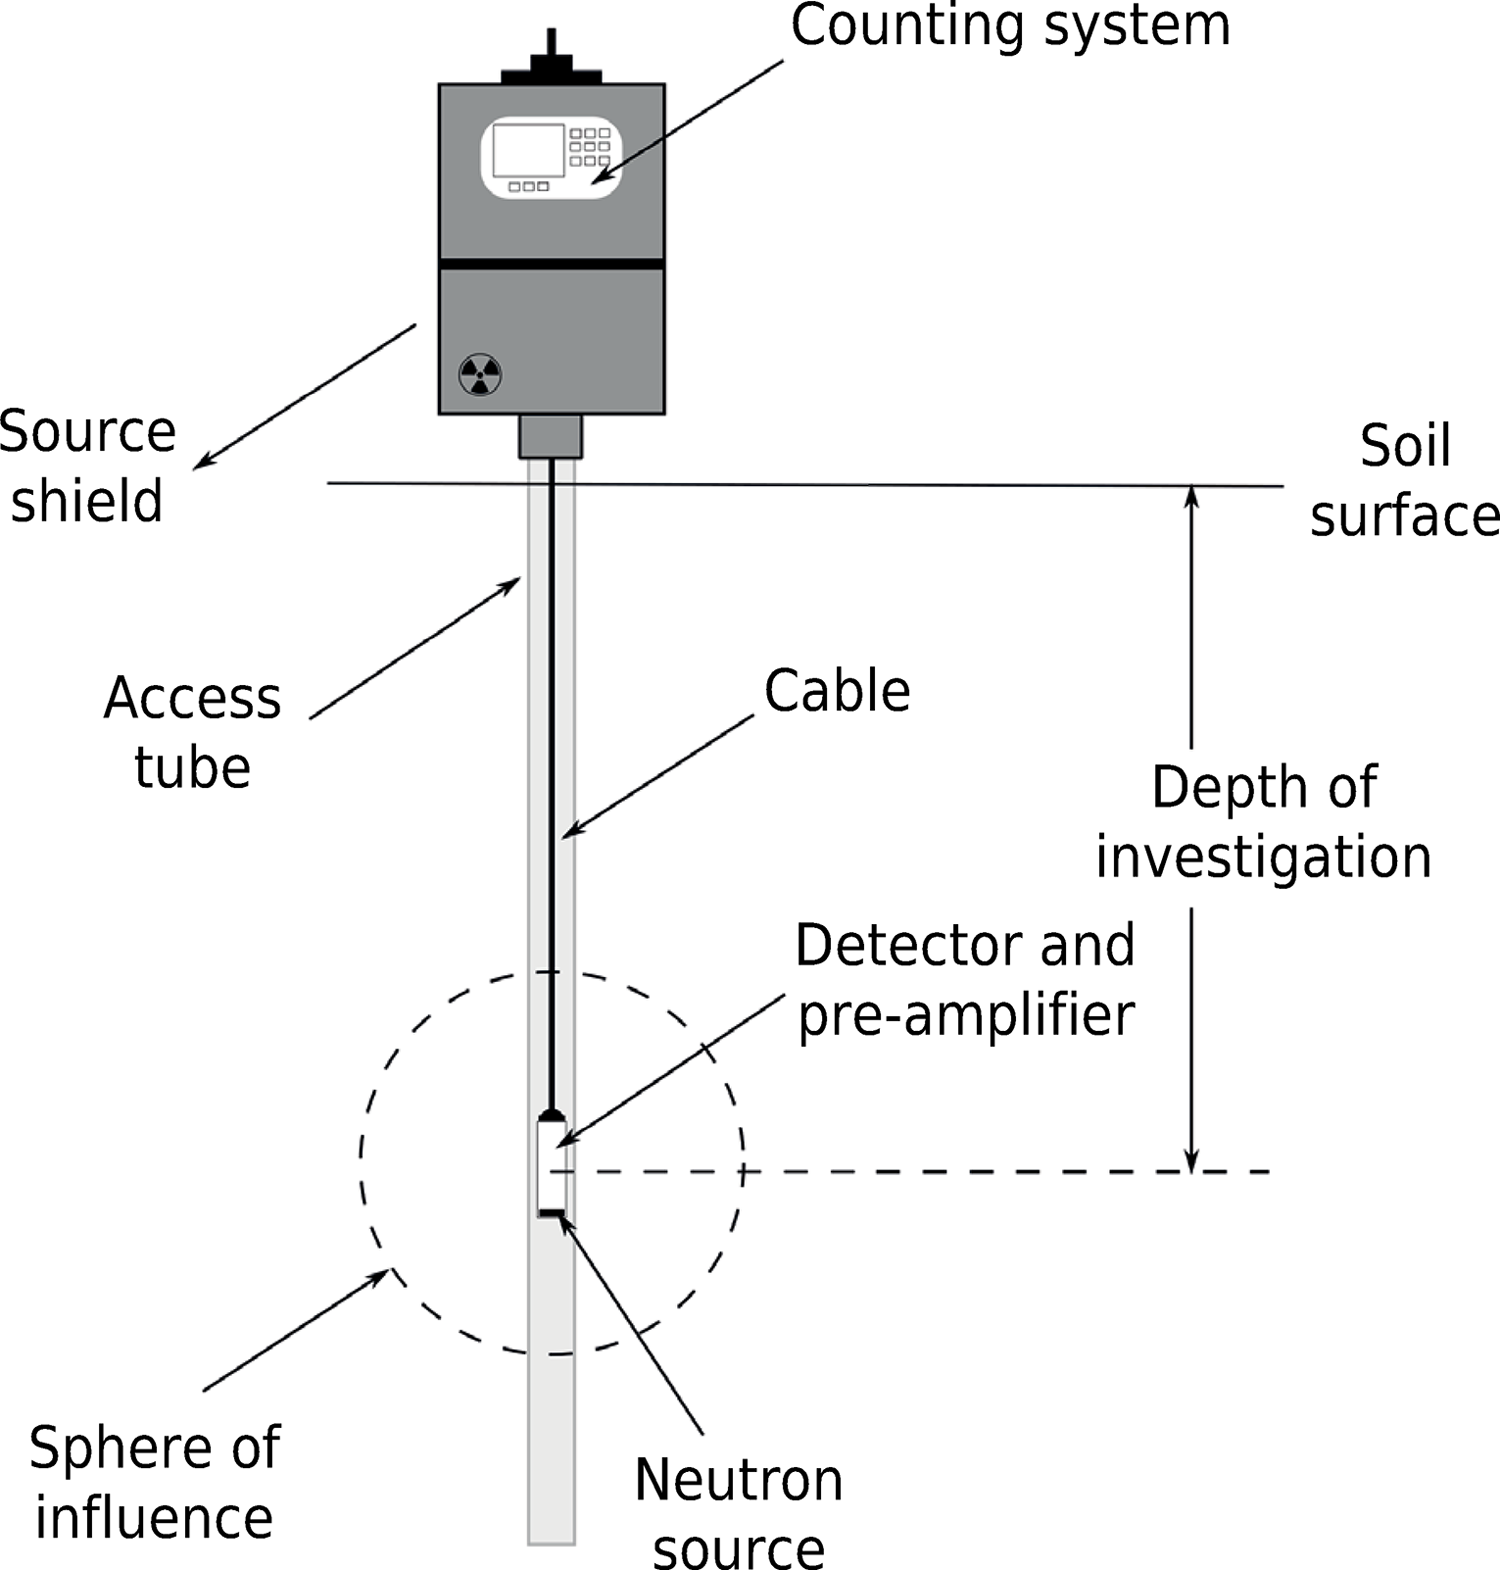 Counting system
Source
shield
Soil
surface
Access
tube
Cable
Depth of
investigation
Detector and
pre-amplifier
Sphere of
influence
Neutron
source